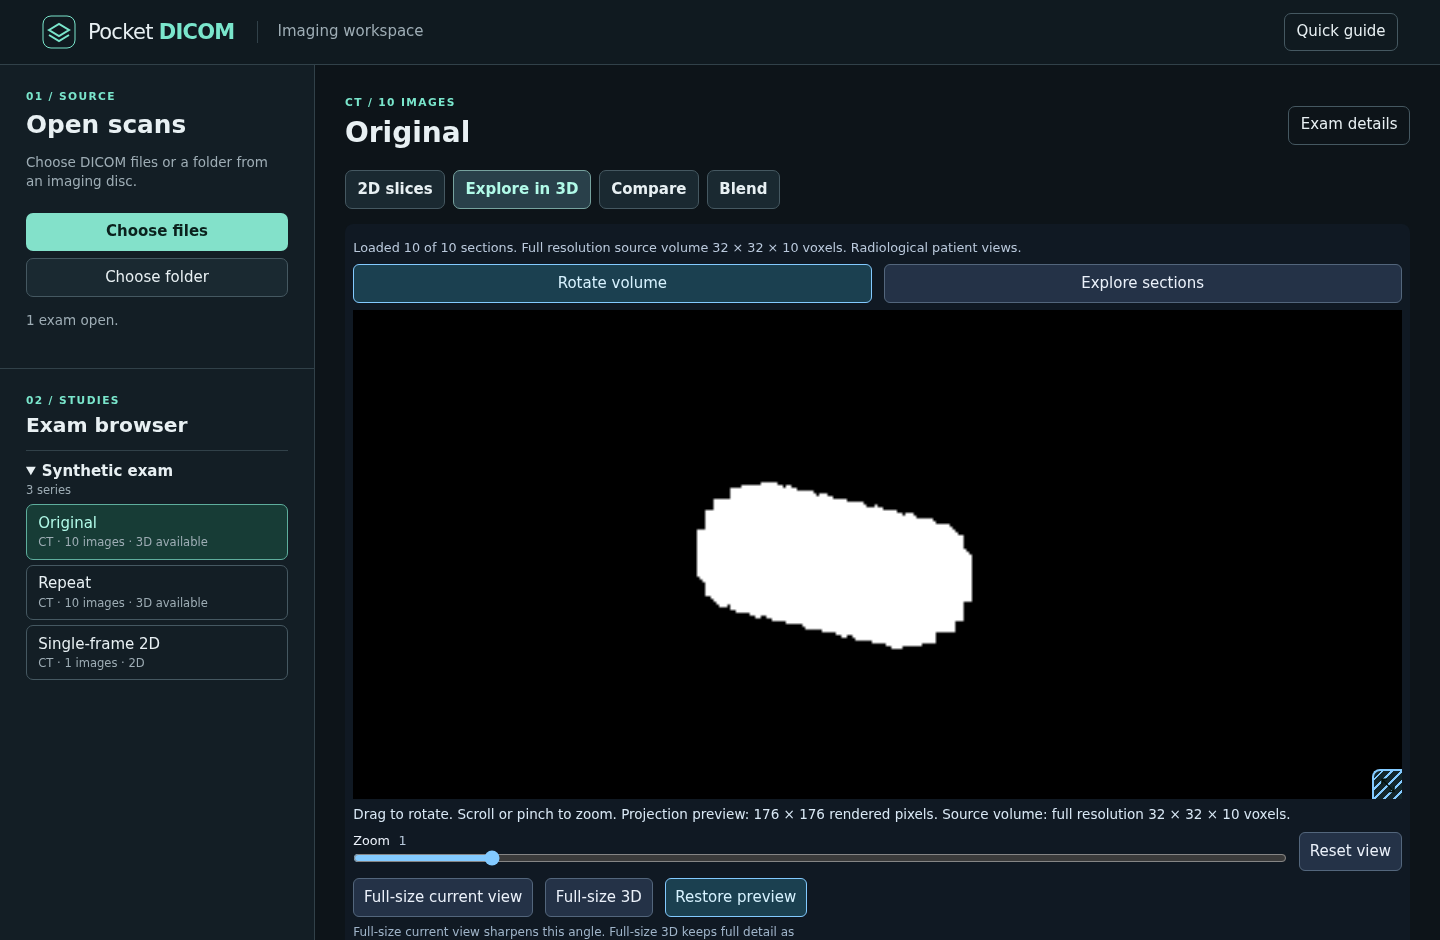 Pocket DICOM
Imaging workspace
Quick guide
01 / SOURCE
Open scans
Choose DICOM files or a folder from
an imaging disc.
Choose files
Choose folder
1 exam open.
02 / STUDIES
Exam browser
▼ Synthetic exam
3 series
Original
CT · 10 images · 3D available
Repeat
CT · 10 images · 3D available
Single-frame 2D
CT · 1 images · 2D
CT / 10 IMAGES
Original
Exam details
2D slices
Explore in 3D
Compare
Blend
Loaded 10 of 10 sections. Full resolution source volume 32 × 32 × 10 voxels. Radiological patient views.
Rotate volume
Explore sections
Drag to rotate. Scroll or pinch to zoom. Projection preview: 176 × 176 rendered pixels. Source volume: full resolution 32 × 32 × 10 voxels.
Zoom 1
Reset view
Full-size current view
Full-size 3D
Restore preview
Full-size current view sharpens this angle. Full-size 3D keeps full detail as